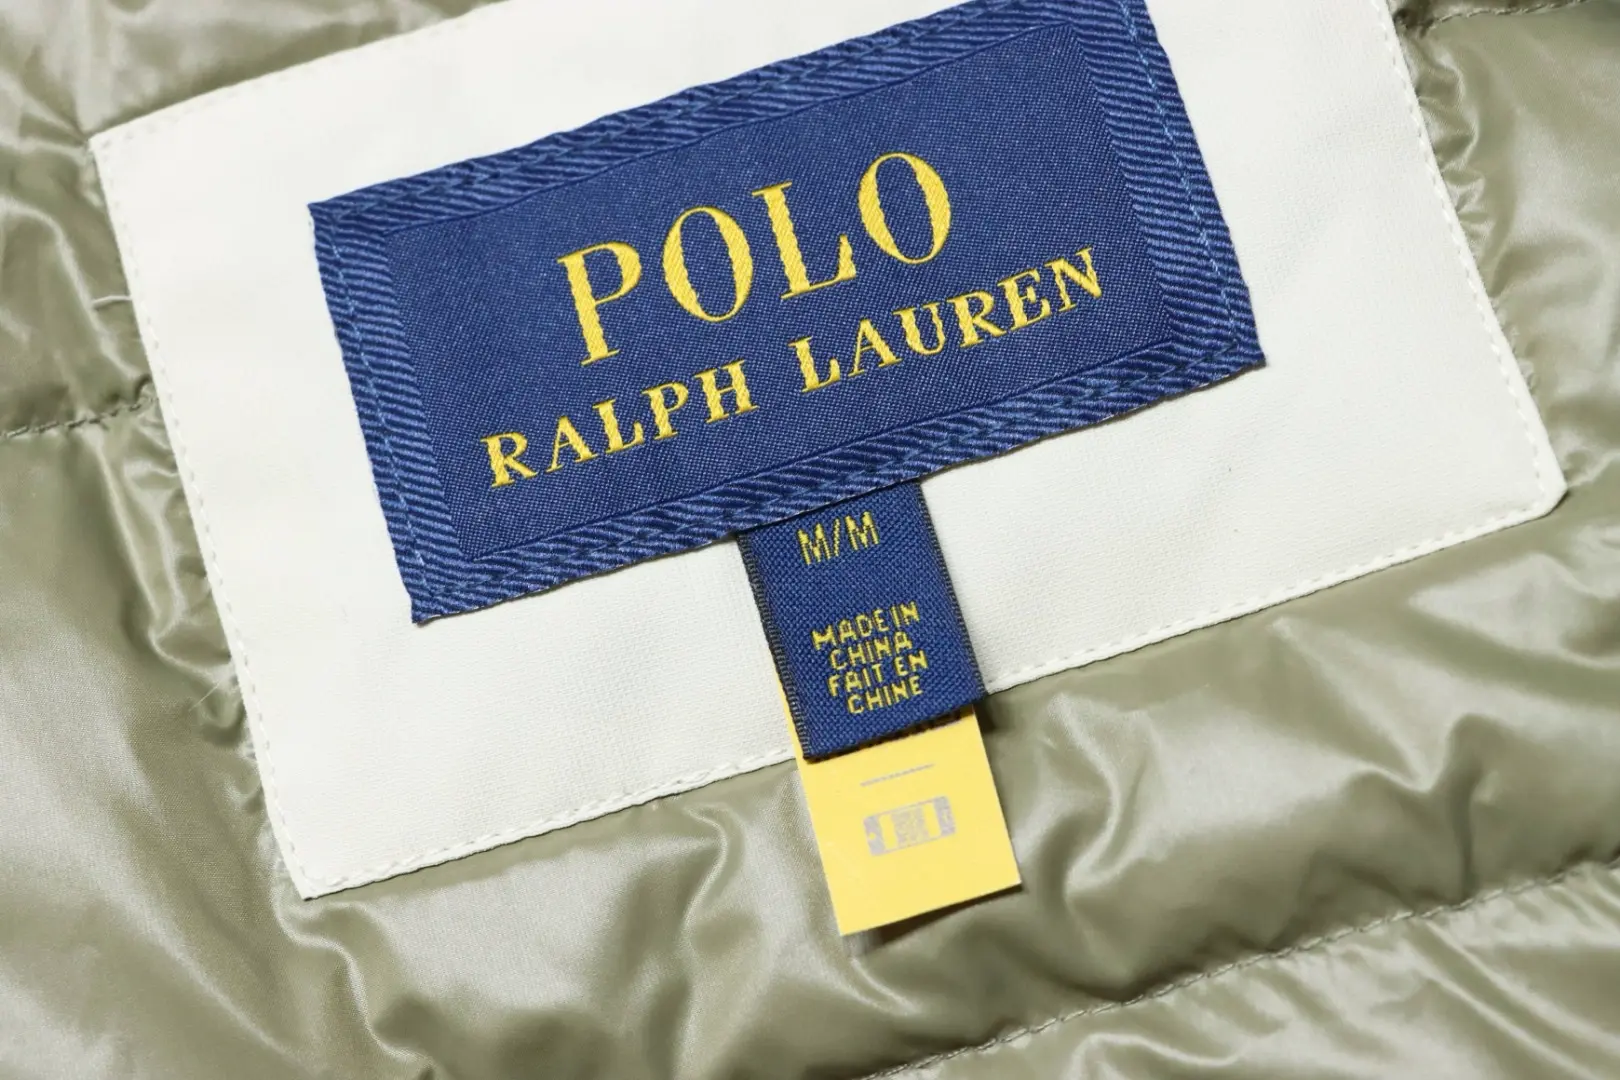 POLO
RALPH LAUREN
M/M
MADE IN
CHINA
FAIT EN
CHINE